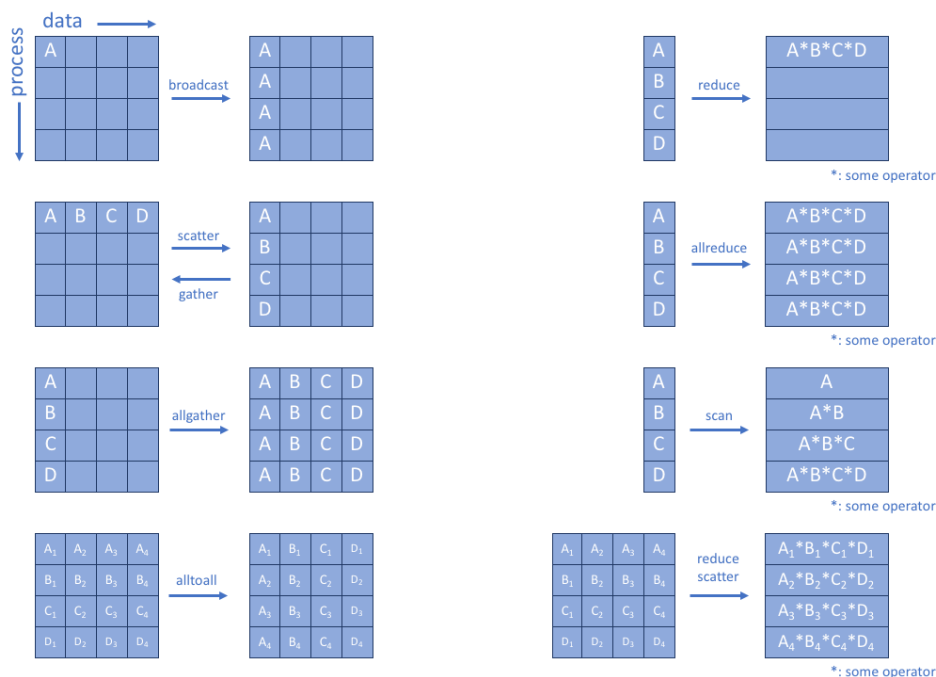 data
process
A
broadcast
A
A
A
A
A
B
C
D
reduce
A*B*C*D
*: some operator
A B C D
scatter
gather
A
B
C
D
A
B
C
D
allreduce
A*B*C*D
A*B*C*D
A*B*C*D
A*B*C*D
*: some operator
A
B
C
D
allgather
A B C D
A B C D
A B C D
A B C D
A
B
C
D
scan
A
A*B
A*B*C
A*B*C*D
*: some operator
A₁ A₂ A₃ A₄
B₁ B₂ B₃ B₄
C₁ C₂ C₃ C₄
D₁ D₂ D₃ D₄
alltoall
A₁ B₁ C₁ D₁
A₂ B₂ C₂ D₂
A₃ B₃ C₃ D₃
A₄ B₄ C₄ D₄
A₁ A₂ A₃ A₄
B₁ B₂ B₃ B₄
C₁ C₂ C₃ C₄
D₁ D₂ D₃ D₄
reduce
scatter
A₁*B₁*C₁*D₁
A₂*B₂*C₂*D₂
A₃*B₃*C₃*D₃
A₄*B₄*C₄*D₄
*: some operator